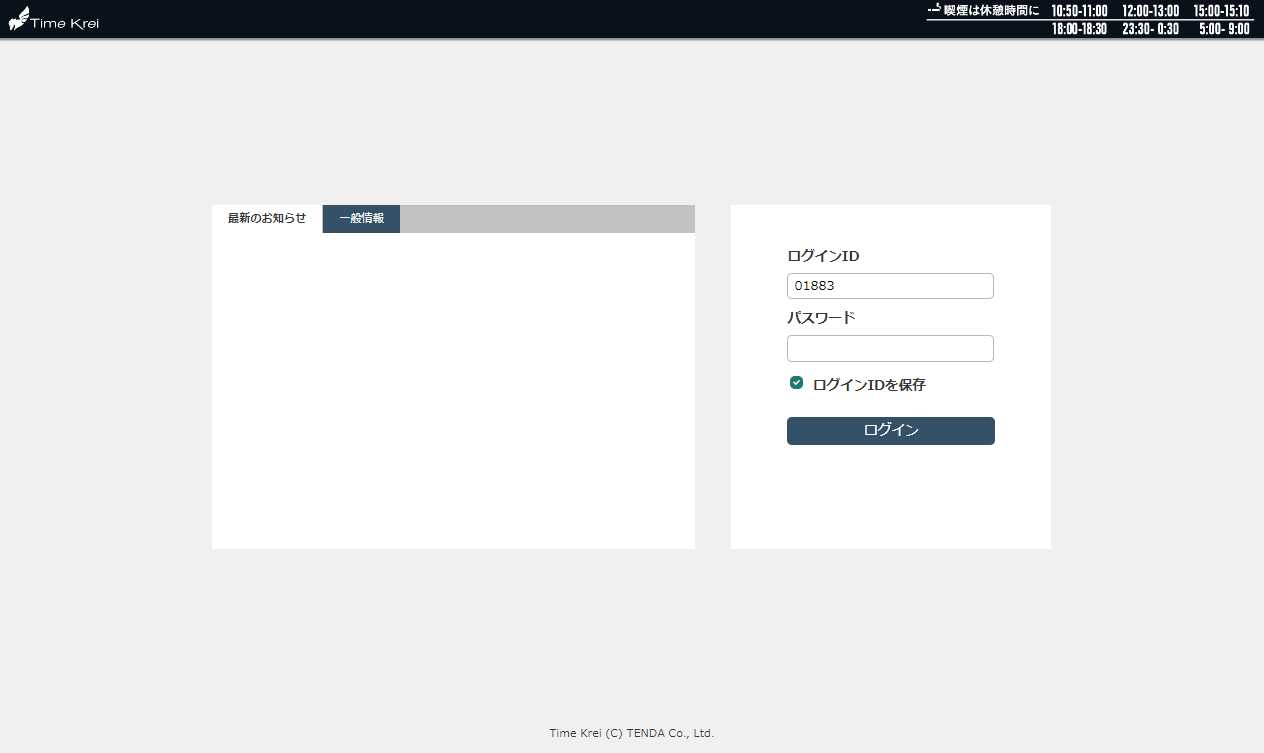 Time Krei
喫煙は休憩時間に 10:50-11:00 12:00-13:00 15:00-15:10
18:00-18:30 23:30- 0:30 5:00- 9:00
最新のお知らせ 一般情報
ログインID
01883
パスワード
ログインIDを保存
ログイン
Time Krei (C) TENDA Co., Ltd.